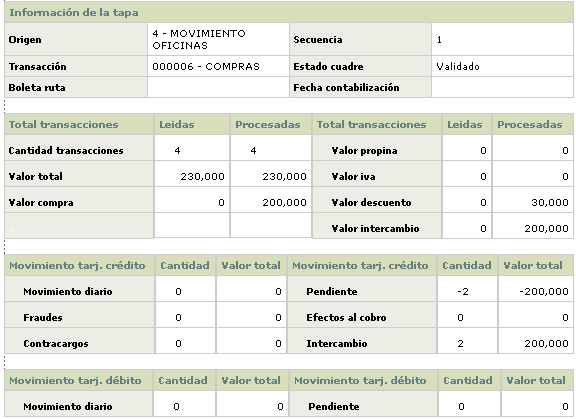 Información de la tapa
Origen 4 - MOVIMIENTO OFICINAS Secuencia 1
Transacción 000006 - COMPRAS Estado cuadre Validado
Boleta ruta Fecha contabilización
Total transacciones Leidas Procesadas Total transacciones Leidas Procesadas
Cantidad transacciones 4 4 Valor propina 0 0
Valor total 230,000 230,000 Valor iva 0 0
Valor compra 0 200,000 Valor descuento 0 30,000
Valor intercambio 0 200,000
Movimiento tarj. crédito Cantidad Valor total Movimiento tarj. crédito Cantidad Valor total
Movimiento diario 0 0 Pendiente -2 -200,000
Fraudes 0 0 Efectos al cobro 0 0
Contracargos 0 0 Intercambio 2 200,000
Movimiento tarj. débito Cantidad Valor total Movimiento tarj. débito Cantidad Valor total
Movimiento diario 0 0 Pendiente 0 0